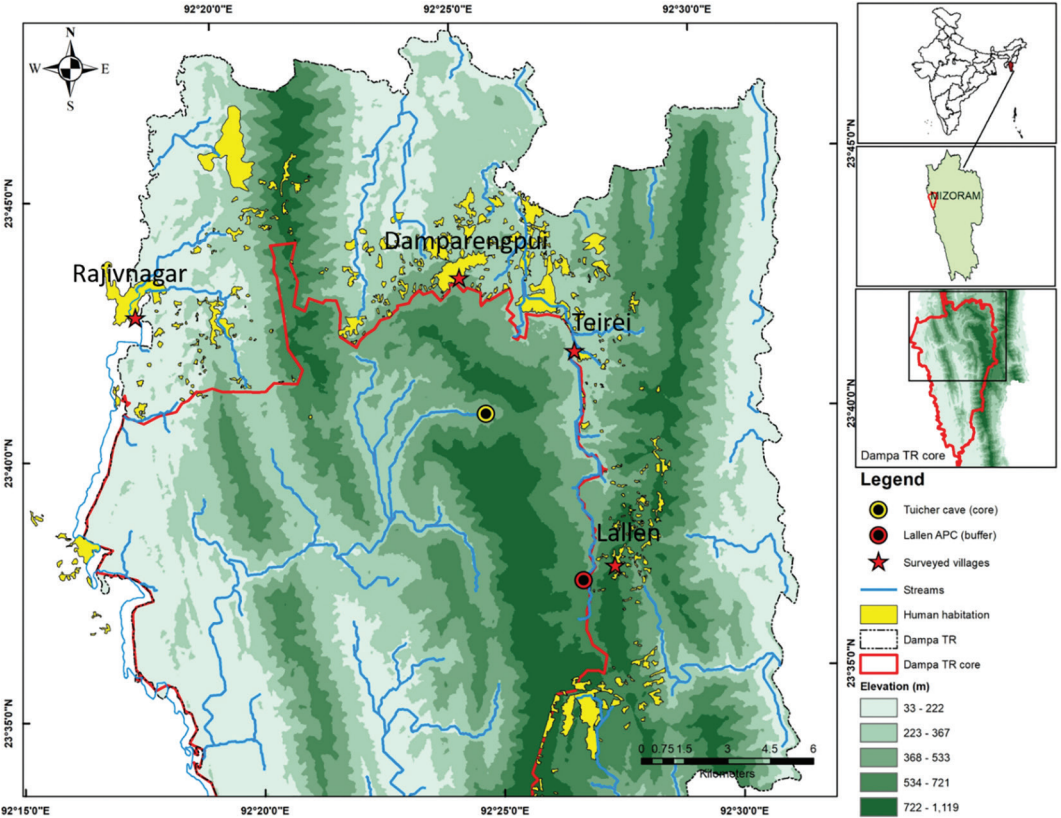 92°20'0"E 92°25'0"E 92°30'0"E
N
W E
S
23°45'0"N
23°45'0"N
MIZORAM
Damparengpui
Rajivnagar
Teirei
23°40'0"N
23°40'0"N
Dampa TR core
Legend
Tuicher cave (core)
Lallen
Lallen APC (buffer)
Surveyed villages
Streams
Human habitation
Dampa TR
Dampa TR core
23°35'0"N
23°35'0"N
Elevation (m)
33 - 222
223 - 367
368 - 533
534 - 721
722 - 1,119
0 0.75 1.5 3 4.5 6
Kilometers
92°15'0"E 92°20'0"E 92°25'0"E 92°30'0"E